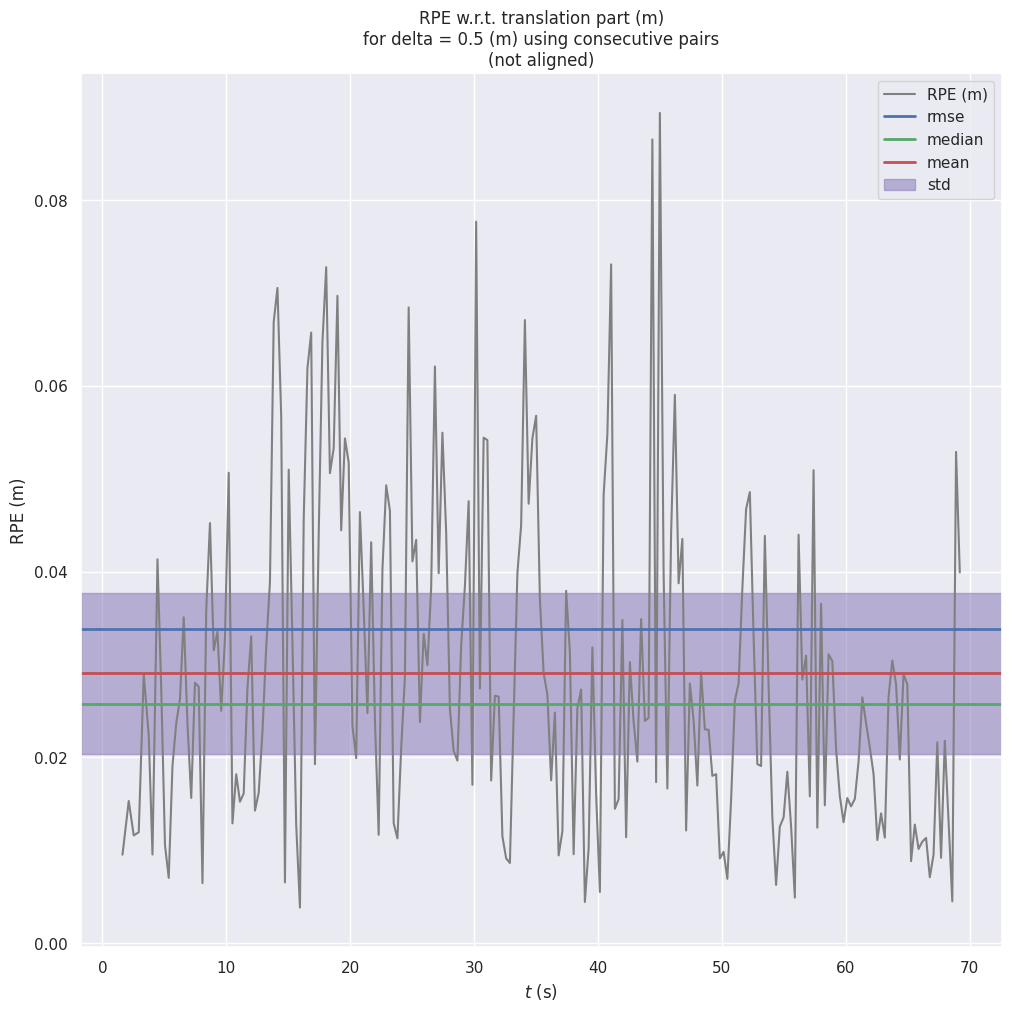 RPE w.r.t. translation part (m)
for delta = 0.5 (m) using consecutive pairs
(not aligned)
RPE (m)
rmse
median
mean
std
RPE (m)
0.08
0.06
0.04
0.02
0.00
0 10 20 30 40 50 60 70
t (s)